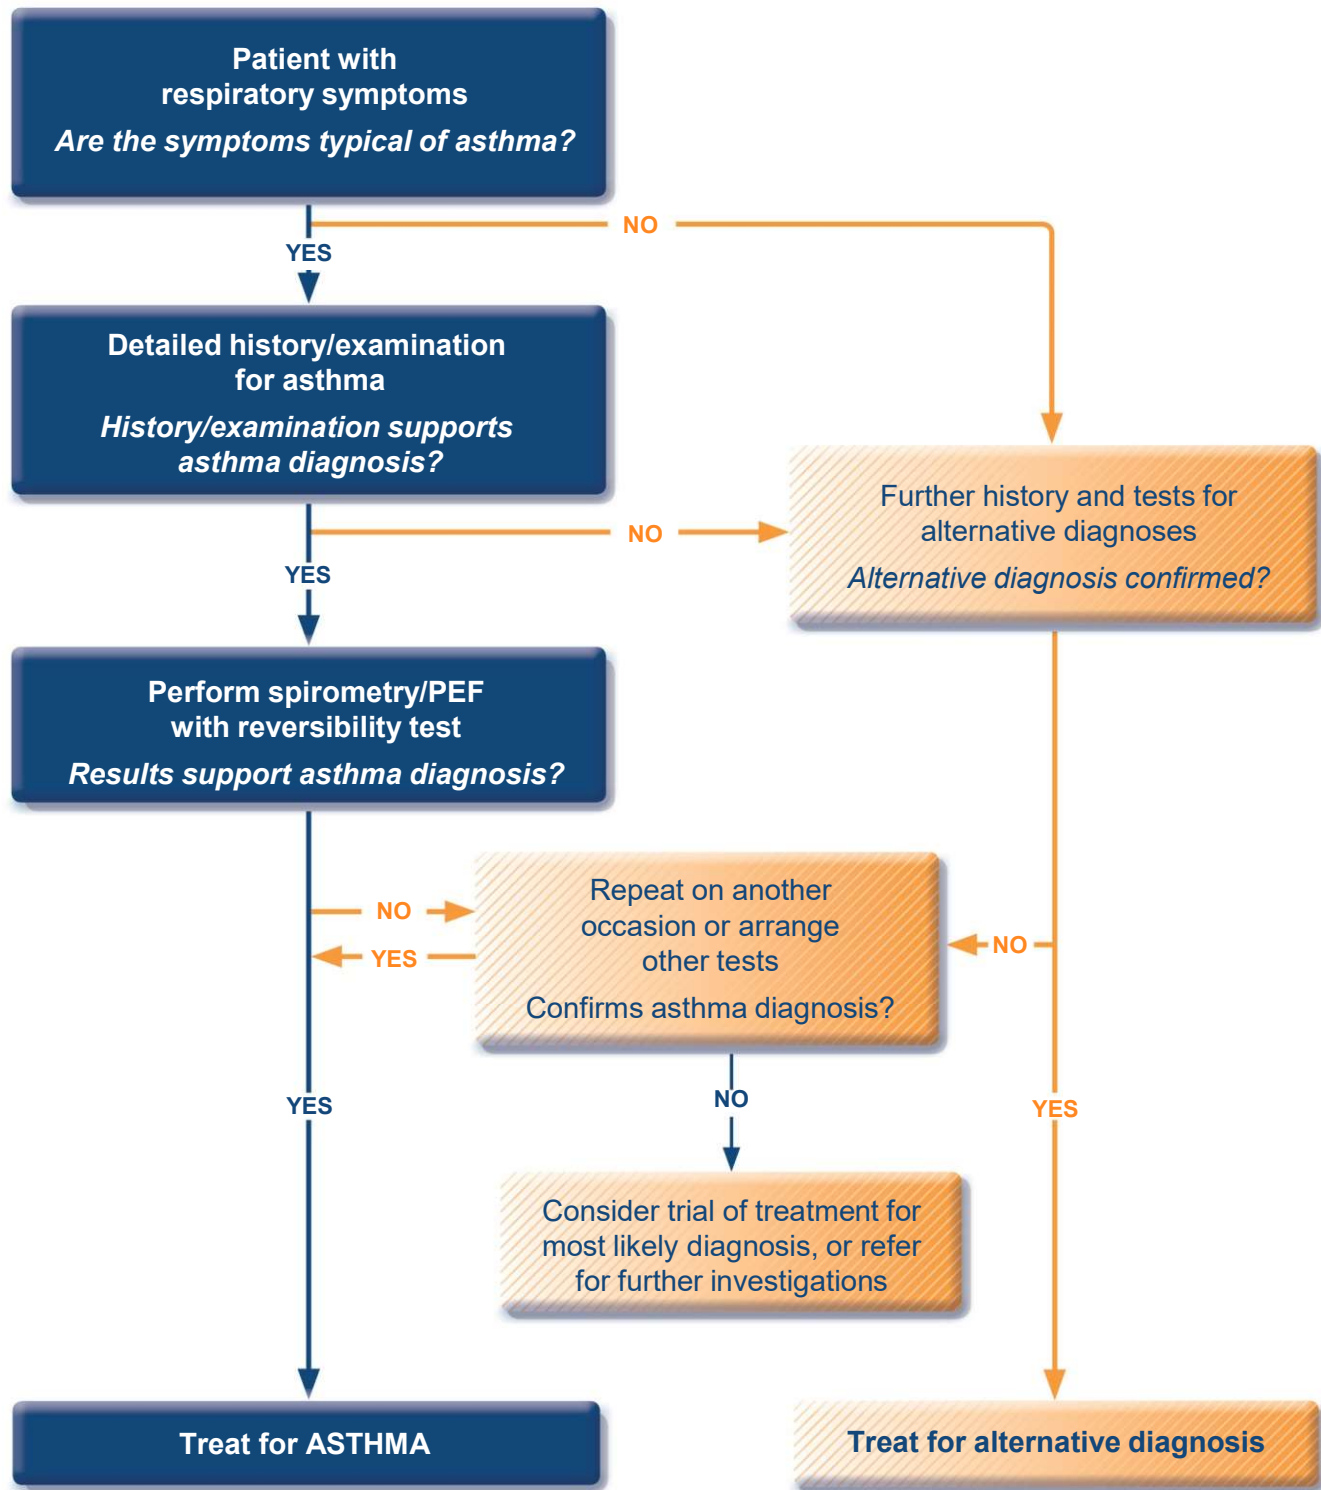 Patient with
respiratory symptoms
Are the symptoms typical of asthma?
NO
YES
Detailed history/examination
for asthma
History/examination supports
asthma diagnosis?
Further history and tests for
alternative diagnoses
Alternative diagnosis confirmed?
NO
YES
Perform spirometry/PEF
with reversibility test
Results support asthma diagnosis?
Repeat on another
occasion or arrange
other tests
Confirms asthma diagnosis?
NO
YES
NO
YES
NO
YES
Consider trial of treatment for
most likely diagnosis, or refer
for further investigations
Treat for ASTHMA
Treat for alternative diagnosis